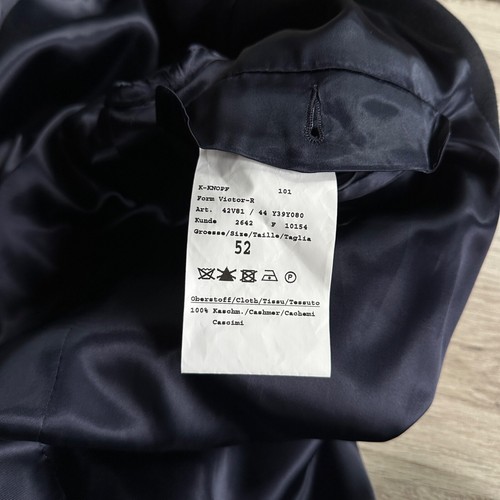 K-KNOPF 101
Form Victor-R
Art. 42V81 / 44 Y39Y080
Kunde 2642 F 10154
Groesse/Size/Taille/Taglia
52
P
Oberstoff/Cloth/Tissu/Tessuto
100% Kaschm./Cashmer/Cachemi
Cascimi